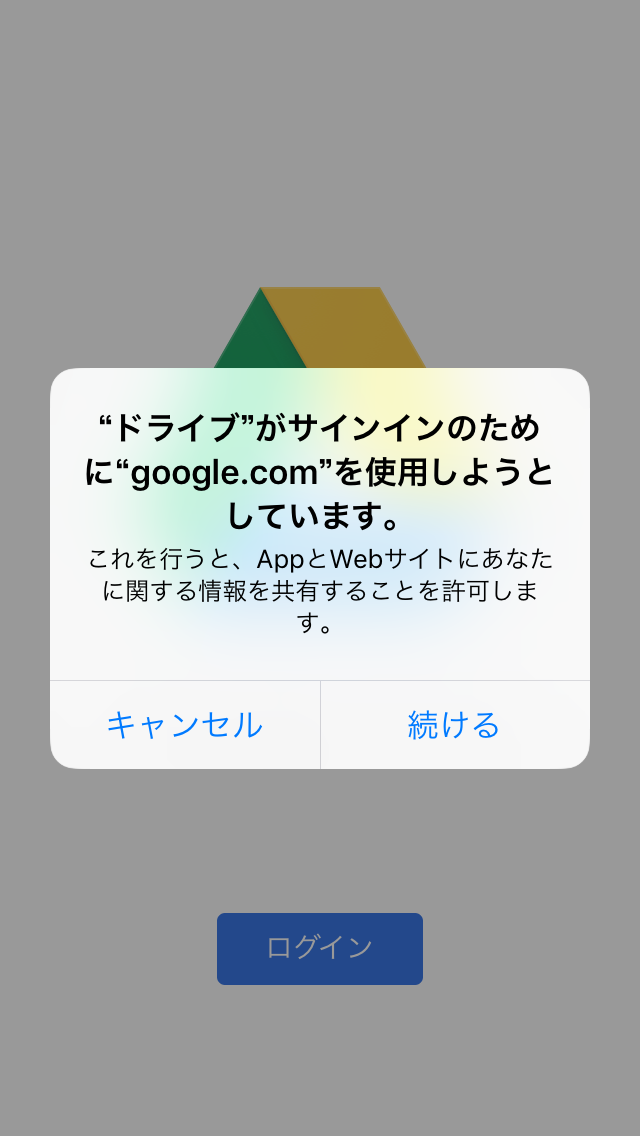 “ドライブ”がサインインのため
に“google.com”を使用しようと
しています。
これを行うと、AppとWebサイトにあなた
に関する情報を共有することを許可しま
す。
キャンセル
続ける
ログイン